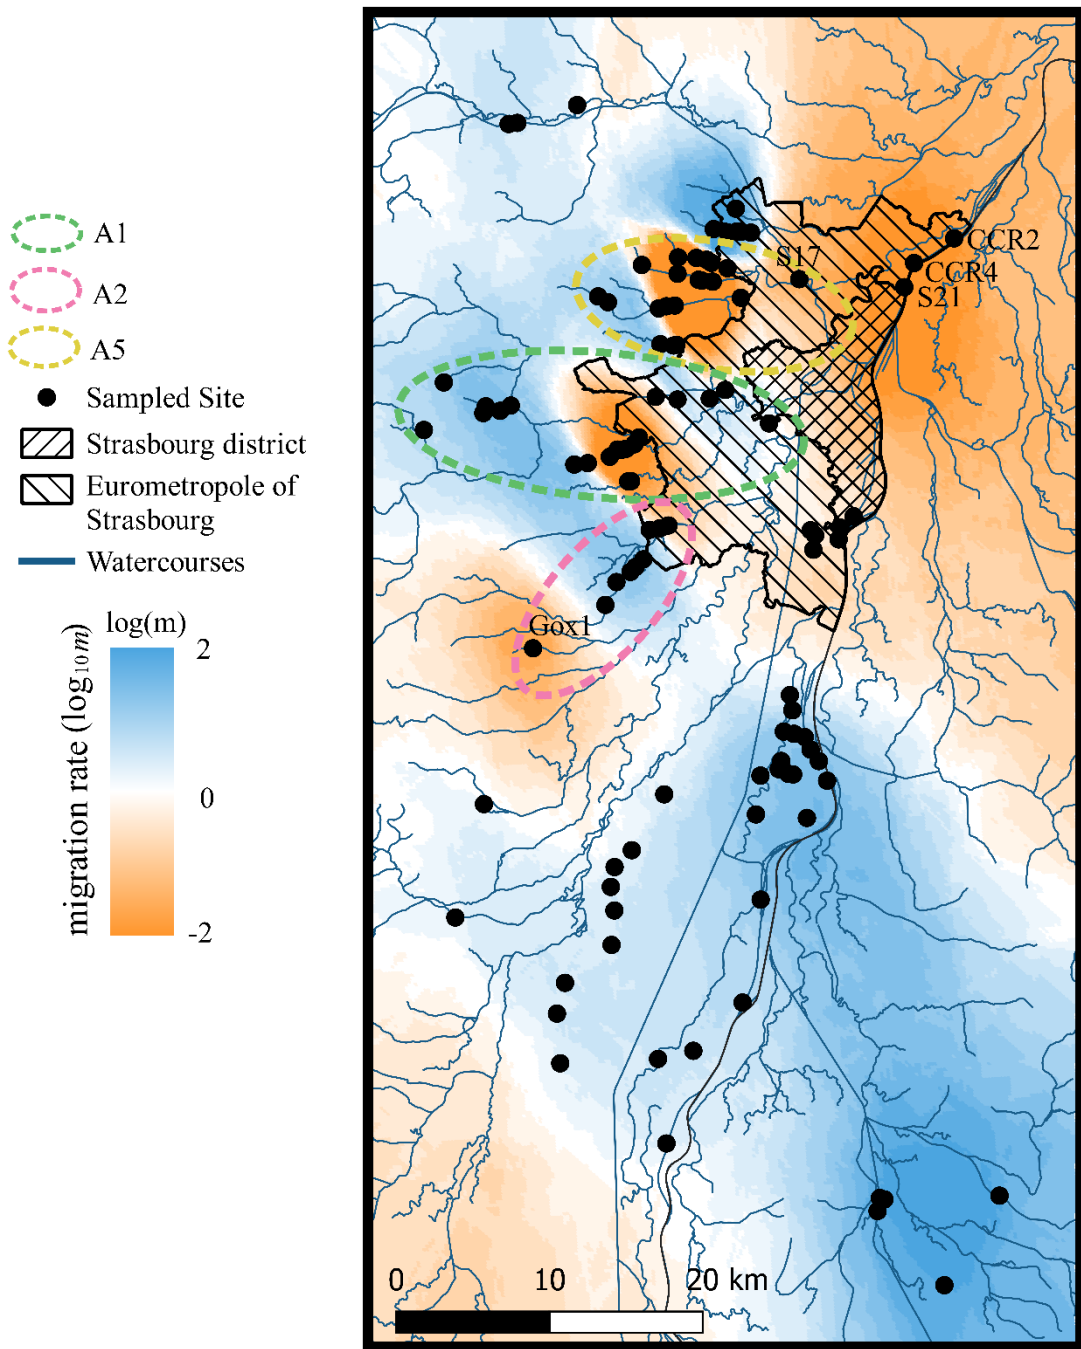 A1
A2
A5
Sampled Site
Strasbourg district
Eurometropole of
Strasbourg
Watercourses
log(m)
2
0
-2
migration rate (log10 m)
S17
CCR2
CCR4
S21
Gox1
0 10 20 km